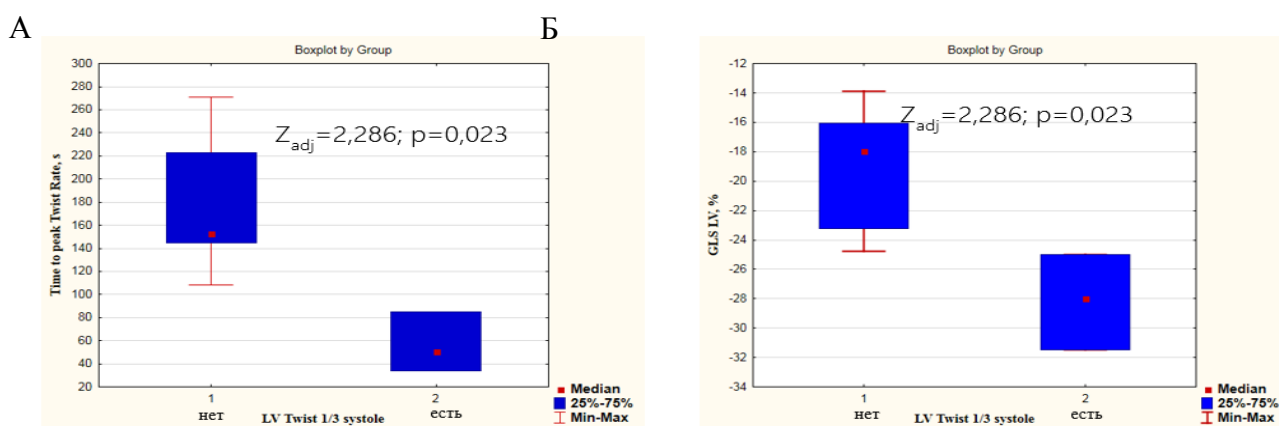 А
Boxplot by Group
300
280
260
240
220
200
180
160
140
120
100
80
60
40
20
Time to peak Twist Rate, s
Z adj=2,286; p=0,023
1
2
нет
LV Twist 1/3 systole
есть
Median
25%-75%
Min-Max
Б
Boxplot by Group
-12
-14
-16
-18
-20
-22
-24
-26
-28
-30
-32
-34
GLS LV, %
Z adj=2,286; p=0,023
1
2
нет
LV Twist 1/3 systole
есть
Median
25%-75%
Min-Max